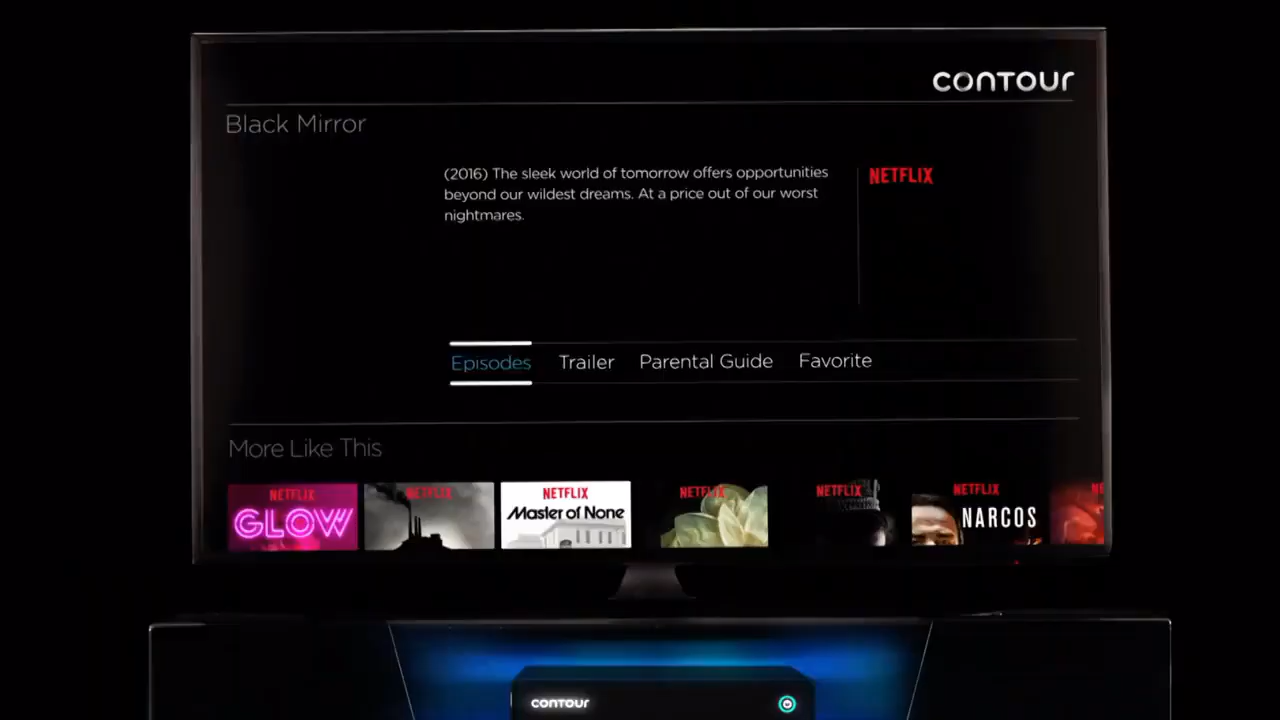 contour
Black Mirror
(2016) The sleek world of tomorrow offers opportunities
beyond our wildest dreams. At a price out of our worst
nightmares.
NETFLIX
Episodes Trailer Parental Guide Favorite
More Like This
NETFLIX NETFLIX NETFLIX NETFLIX NETFLIX NETFLIX NE
GLOW Master of None NARCOS
contour